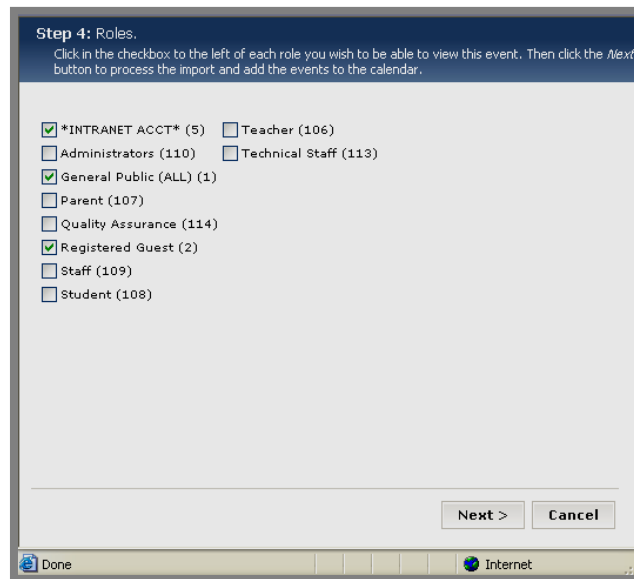 Step 4: Roles.
Click in the checkbox to the left of each role you wish to be able to view this event. Then click the Next
button to process the import and add the events to the calendar.
*INTRANET ACCT* (5)
Administrators (110)
General Public (ALL) (1)
Parent (107)
Quality Assurance (114)
Registered Guest (2)
Staff (109)
Student (108)
Teacher (106)
Technical Staff (113)
Next >
Cancel
Done
Internet